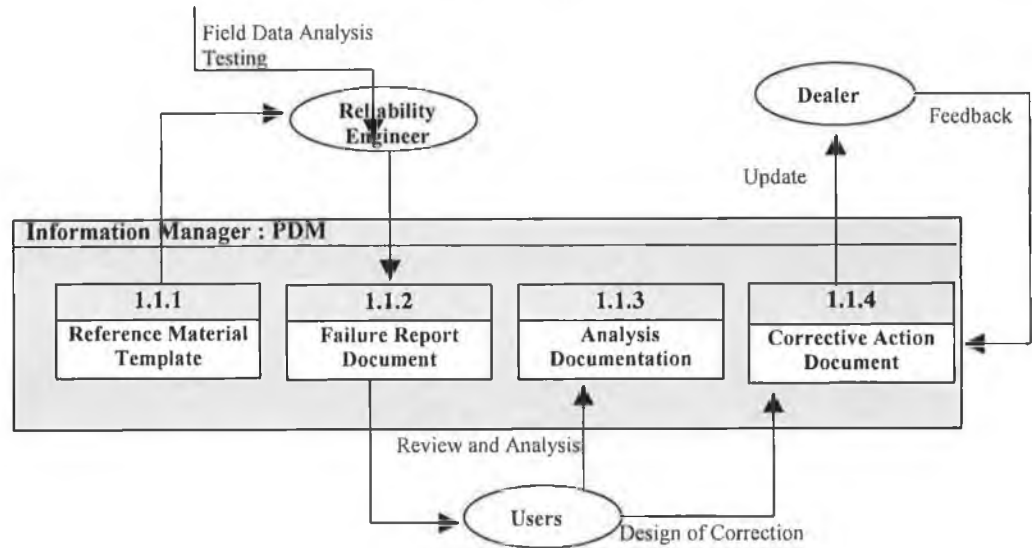 Field Data Analysis
Testing
Reliability
Engineer
Dealer
Feedback
Update
Information Manager : PDM
1.1.1
Reference Material
Template
1.1.2
Failure Report
Document
1.1.3
Analysis
Documentation
1.1.4
Corrective Action
Document
Review and Analysis
Users
Design of Correction